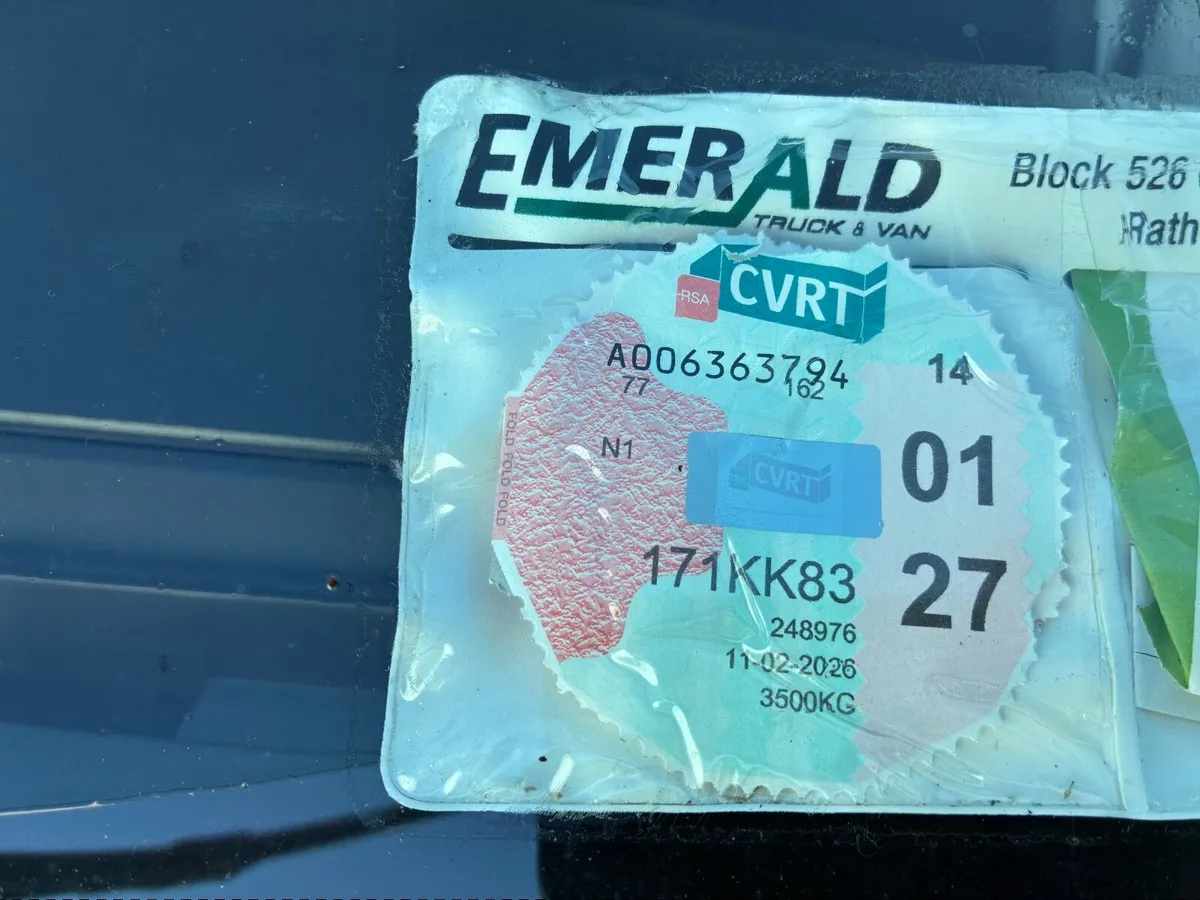 EMERALD
TRUCK & VAN
Block 526
Rath
RSA
CVRT
A006363794
77
162
14
N1
CVRT
01
FOLD FOLD FOLD
171KK83
27
248976
11-02-2026
3500KG